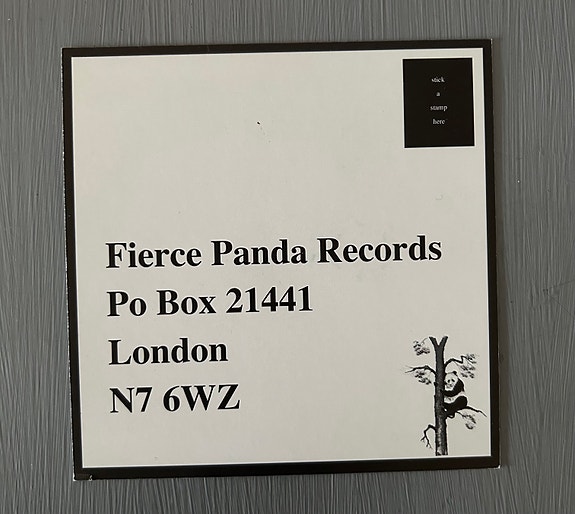 stick
a
stamp
here
Fierce Panda Records
Po Box 21441
London
N7 6WZ